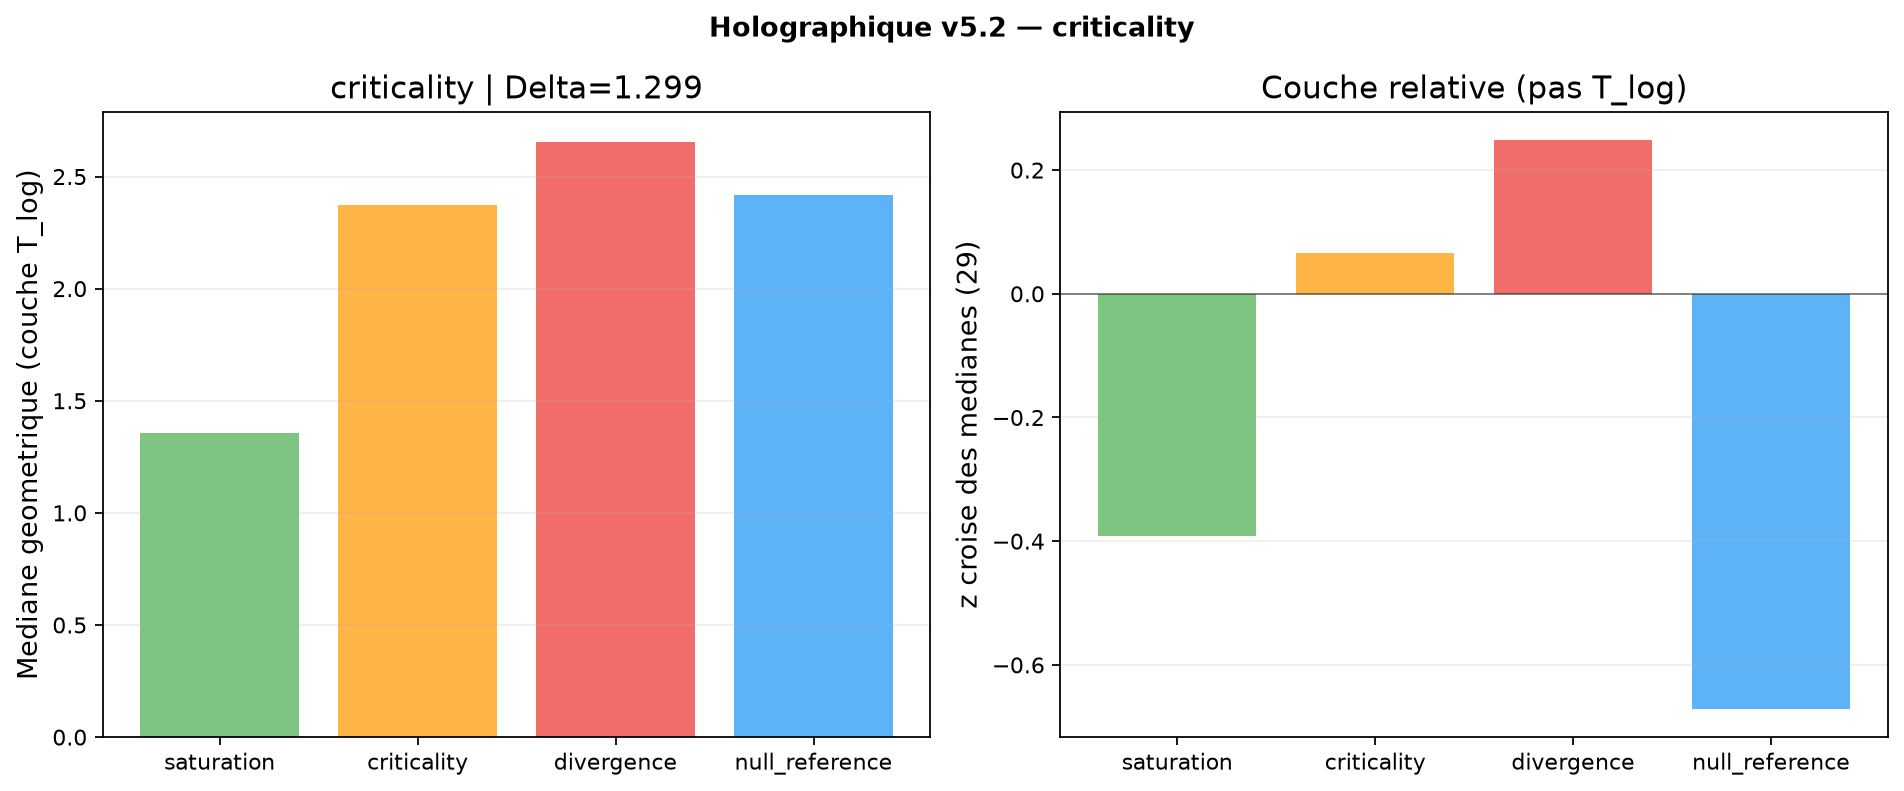 Holographique v5.2 — criticality
criticality | Delta=1.299
Mediane geometrique (couche T_log)
2.5
2.0
1.5
1.0
0.5
0.0
saturation
criticality
divergence
null_reference
Couche relative (pas T_log)
z croise des medianes (29)
0.2
0.0
−0.2
−0.4
−0.6
saturation
criticality
divergence
null_reference